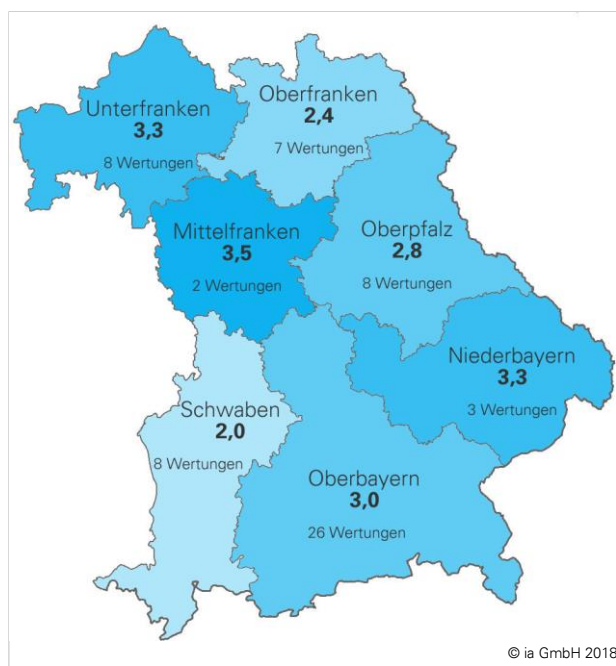 Unterfranken
3,3
8 Wertungen
Oberfranken
2,4
7 Wertungen
Mittelfranken
3,5
2 Wertungen
Oberpfalz
2,8
8 Wertungen
Niederbayern
3,3
3 Wertungen
Schwaben
2,0
8 Wertungen
Oberbayern
3,0
26 Wertungen
© ia GmbH 2018